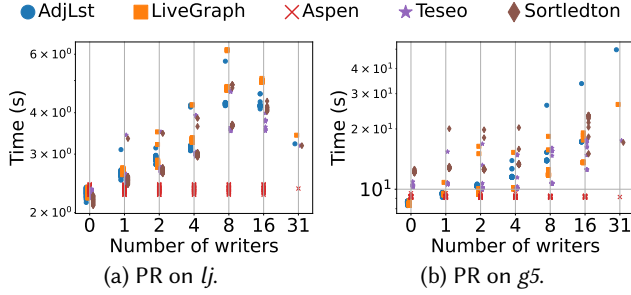 AdjLst LiveGraph Aspen Teseo Sortledton
Time (s)
6 × 10⁰
4 × 10⁰
3 × 10⁰
2 × 10⁰
0 1 2 4 8 16 31
Number of writers
(a) PR on lj.
Time (s)
4 × 10¹
3 × 10¹
2 × 10¹
10¹
0 1 2 4 8 16 31
Number of writers
(b) PR on g5.